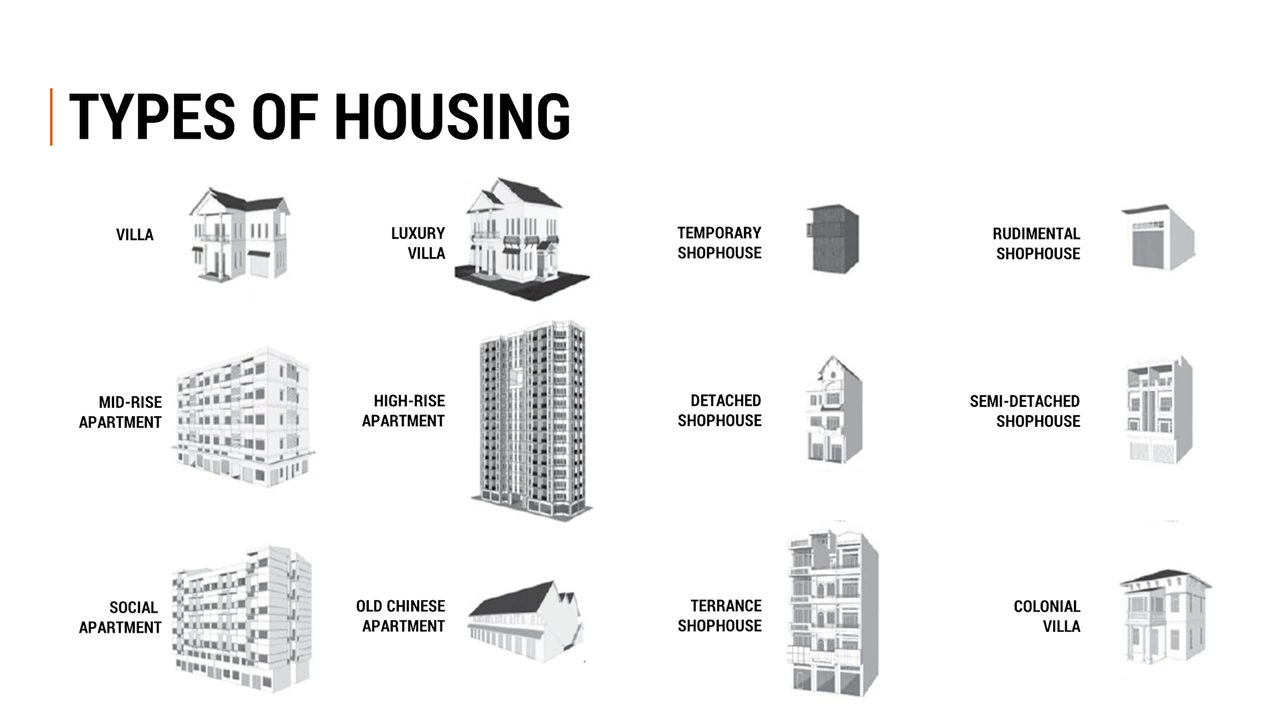 TYPES OF HOUSING
VILLA
LUXURY
VILLA
TEMPORARY
SHOPHOUSE
RUDIMENTAL
SHOPHOUSE
MID-RISE
APARTMENT
HIGH-RISE
APARTMENT
DETACHED
SHOPHOUSE
SEMI-DETACHED
SHOPHOUSE
SOCIAL
APARTMENT
OLD CHINESE
APARTMENT
TERRANCE
SHOPHOUSE
COLONIAL
VILLA